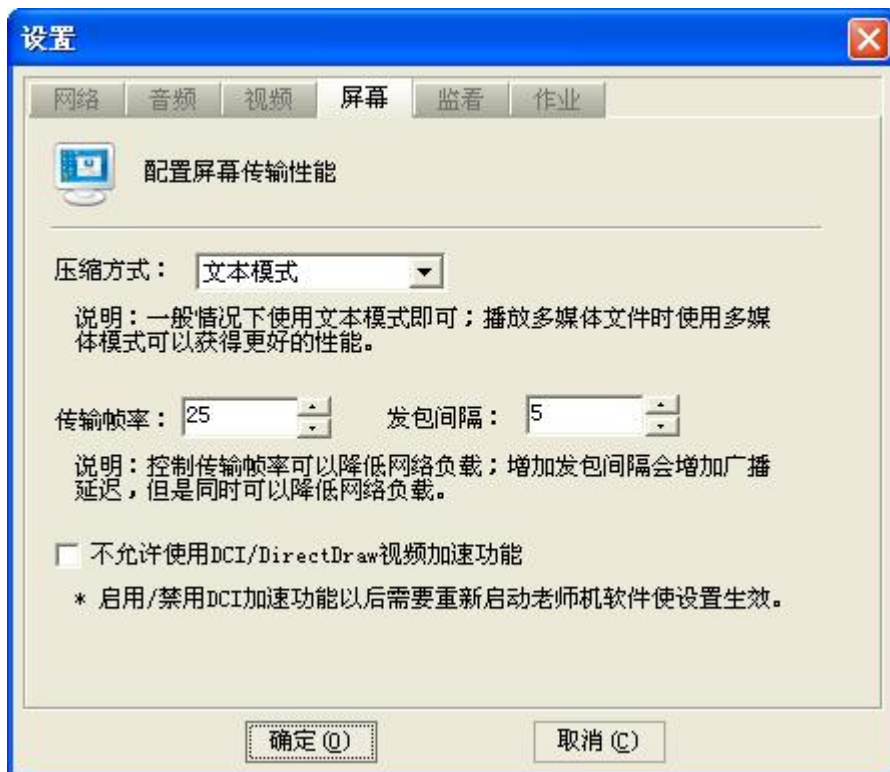 设置
网络 音频 视频 屏幕 监看 作业
配置屏幕传输性能
压缩方式： 文本模式
说明：一般情况下使用文本模式即可；播放多媒体文件时使用多媒
体模式可以获得更好的性能。
传输帧率： 25 发包间隔： 5
说明：控制传输帧率可以降低网络负载；增加发包间隔会增加广播
延迟，但是同时可以降低网络负载。
不允许使用DCI/DirectDraw视频加速功能
* 启用/禁用DCI加速功能以后需要重新启动老师机软件使设置生效。
确定(O) 取消(C)